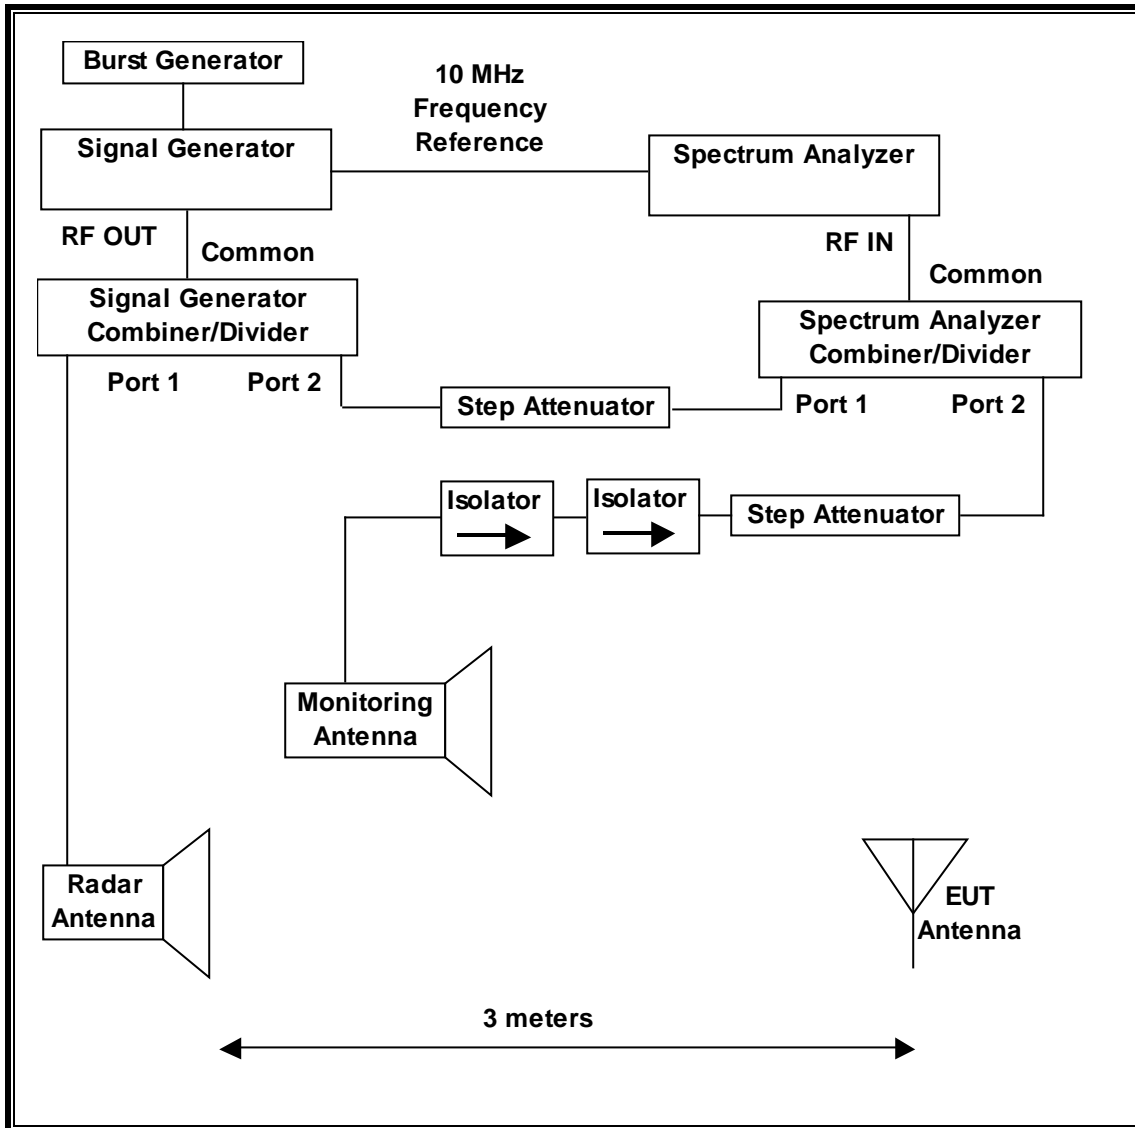 Burst Generator
10 MHz
Frequency
Reference
Signal Generator
Spectrum Analyzer
RF OUT
Common
RF IN
Common
Signal Generator
Combiner/Divider
Spectrum Analyzer
Combiner/Divider
Port 1
Port 2
Step Attenuator
Port 1
Port 2
Isolator
Isolator
Step Attenuator
Monitoring
Antenna
Radar
Antenna
EUT
Antenna
3 meters